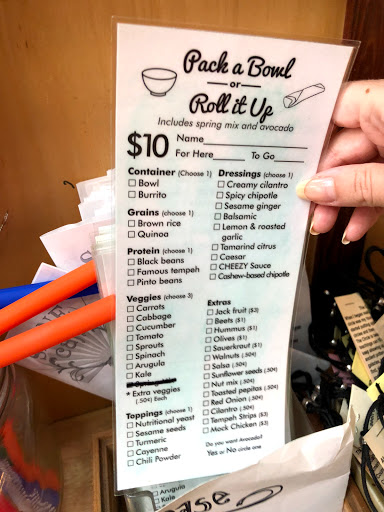 Pack a Bowl
or
Roll it Up
Includes spring mix and avocado
$10
Name
For Here To Go
Container (Choose 1)
Bowl
Burrito
Grains (choose 1)
Brown rice
Quinoa
Protein (choose 1)
Black beans
Famous tempeh
Pinto beans
Veggies (choose 3)
Carrots
Cabbage
Cucumber
Tomato
Sprouts
Spinach
Arugula
Kale
* Extra veggies
(.50¢) Each
Toppings (choose 1)
Nutritional yeast
Sesame seeds
Turmeric
Cayenne
Chili Powder
Dressings (choose 1)
Creamy cilantro
Spicy chipotle
Sesame ginger
Balsamic
Lemon & roasted
garlic
Tamarind citrus
Caesar
CHEEZY Sauce
Cashew-based chipotle
Extras
Jack fruit ($3)
Beets ($1)
Hummus ($1)
Olives ($1)
Sauerkraut ($1)
Walnuts (.50¢)
Salsa (.50¢)
Sunflower seeds (.50¢)
Nut mix (.50¢)
Toasted pepitas (.50¢)
Red Onion (.50¢)
Cilantro (.50¢)
Tempeh Strips ($3)
Mock Chicken ($3)
Do you want Avocado?
Yes or No circle one
Arugula
Kale